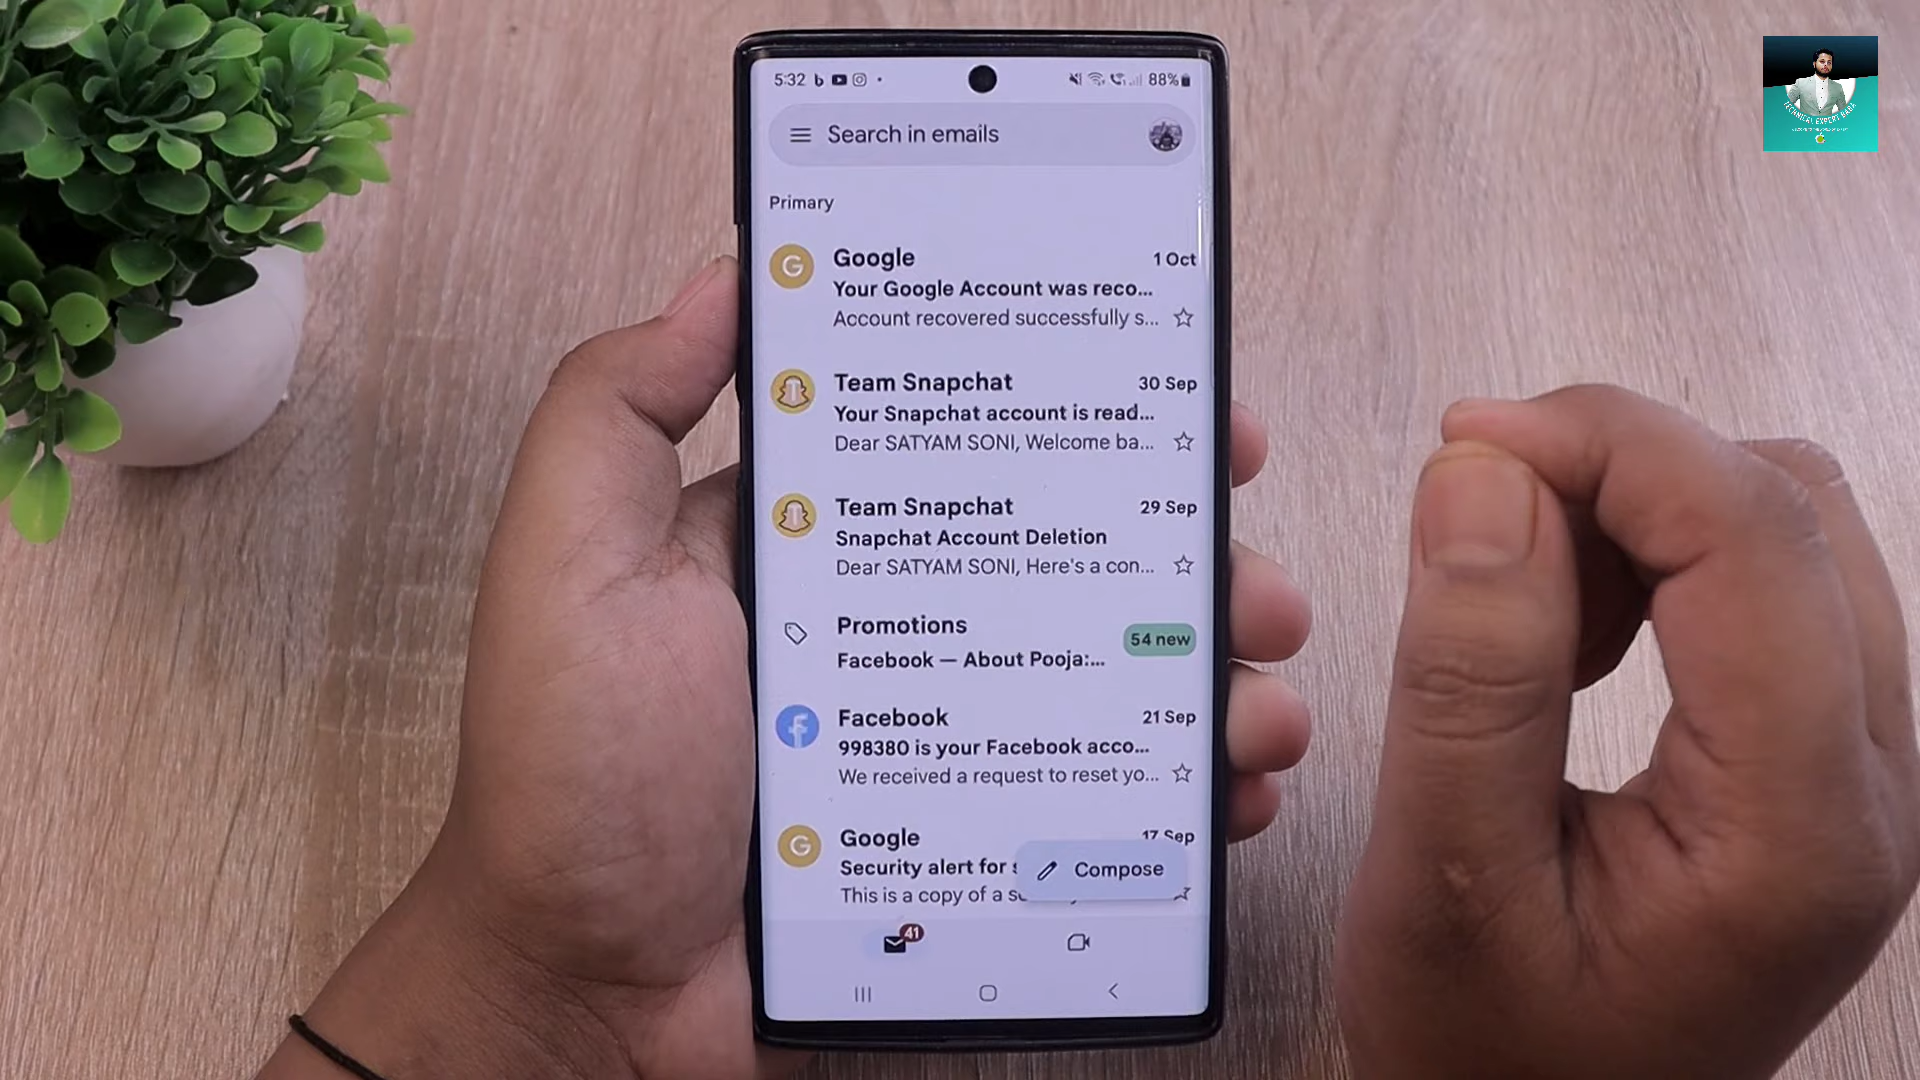 5:32
88%
Search in emails
Primary
Google
1 Oct
Your Google Account was reco...
Account recovered successfully s...
Team Snapchat
30 Sep
Your Snapchat account is read...
Dear SATYAM SONI, Welcome ba...
Team Snapchat
29 Sep
Snapchat Account Deletion
Dear SATYAM SONI, Here's a con...
Promotions
54 new
Facebook — About Pooja:...
Facebook
21 Sep
998380 is your Facebook acco...
We received a request to reset yo...
Google
17 Sep
Security alert for
This is a copy of a
Compose
41
TECHNICAL EXPERT BABA